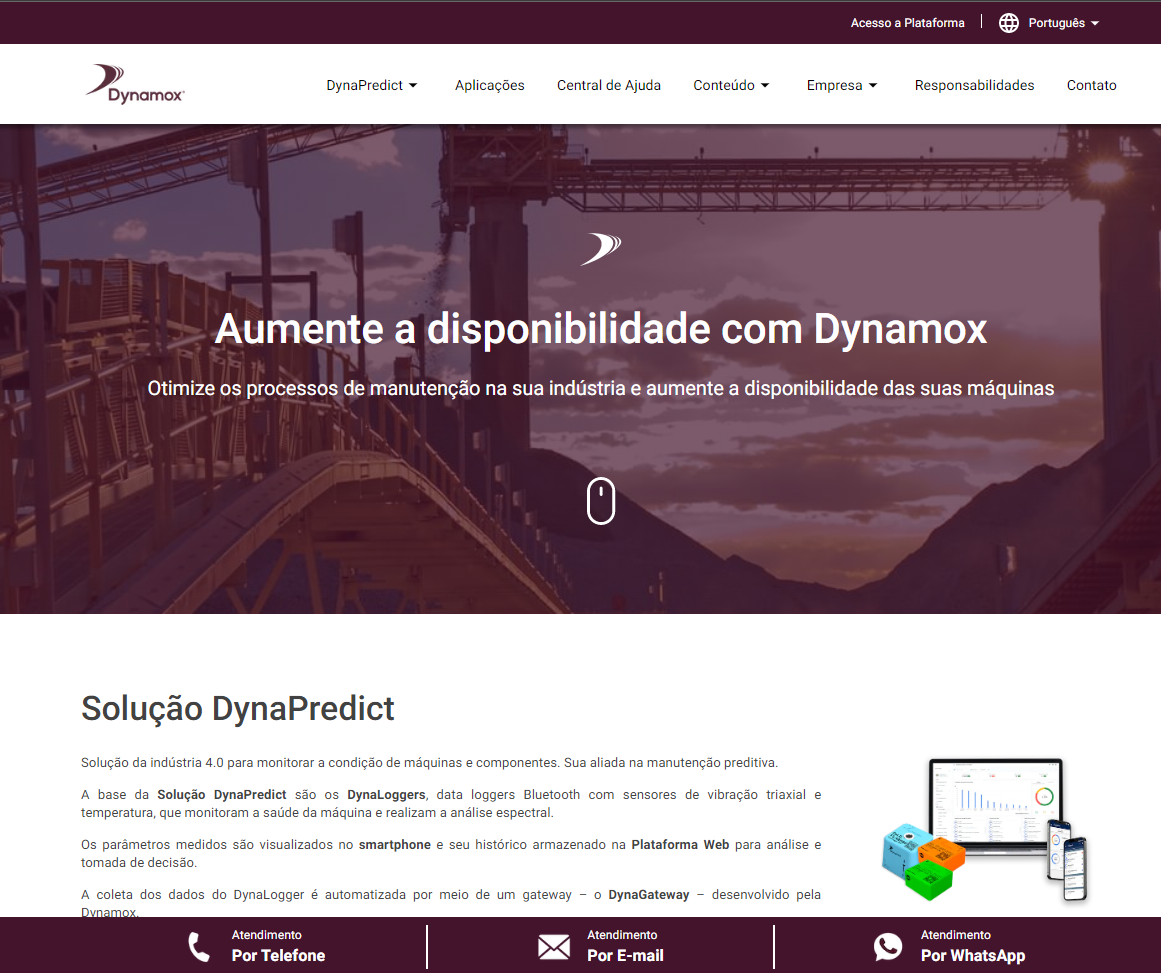 Acesso a Plataforma
Português
Dynamox
DynaPredict
Aplicações
Central de Ajuda
Conteúdo
Empresa
Responsabilidades
Contato
Aumente a disponibilidade com Dynamox
Otimize os processos de manutenção na sua indústria e aumente a disponibilidade das suas máquinas
Solução DynaPredict
Solução da indústria 4.0 para monitorar a condição de máquinas e componentes. Sua aliada na manutenção preditiva.
A base da Solução DynaPredict são os DynaLoggers, data loggers Bluetooth com sensores de vibração triaxial e
temperatura, que monitoram a saúde da máquina e realizam a análise espectral.
Os parâmetros medidos são visualizados no smartphone e seu histórico armazenado na Plataforma Web para análise e
tomada de decisão.
A coleta dos dados do DynaLogger é automatizada por meio de um gateway – o DynaGateway – desenvolvido pela
Dynamox.
Atendimento
Por Telefone
Atendimento
Por E-mail
Atendimento
Por WhatsApp